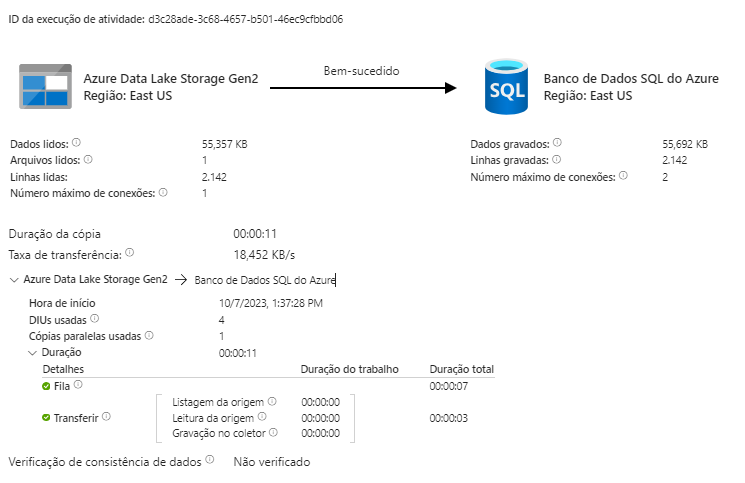 ID da execução de atividade: d3c28ade-3c68-4657-b501-46ec9cfbbd06
Azure Data Lake Storage Gen2
Região: East US
Bem-sucedido
SQL
Banco de Dados SQL do Azure
Região: East US
Dados lidos: 55,357 KB
Arquivos lidos: 1
Linhas lidas: 2.142
Número máximo de conexões: 1
Dados gravados: 55,692 KB
Linhas gravadas: 2.142
Número máximo de conexões: 2
Duração da cópia 00:00:11
Taxa de transferência: 18,452 KB/s
Azure Data Lake Storage Gen2 → Banco de Dados SQL do Azure
Hora de início 10/7/2023, 1:37:28 PM
DIUs usadas 4
Cópias paralelas usadas 1
Duração 00:00:11
Detalhes Duração do trabalho Duração total
Fila 00:00:07
Listagem da origem 00:00:00
Transferir Leitura da origem 00:00:00 00:00:03
Gravação no coletor 00:00:00
Verificação de consistência de dados Não verificado